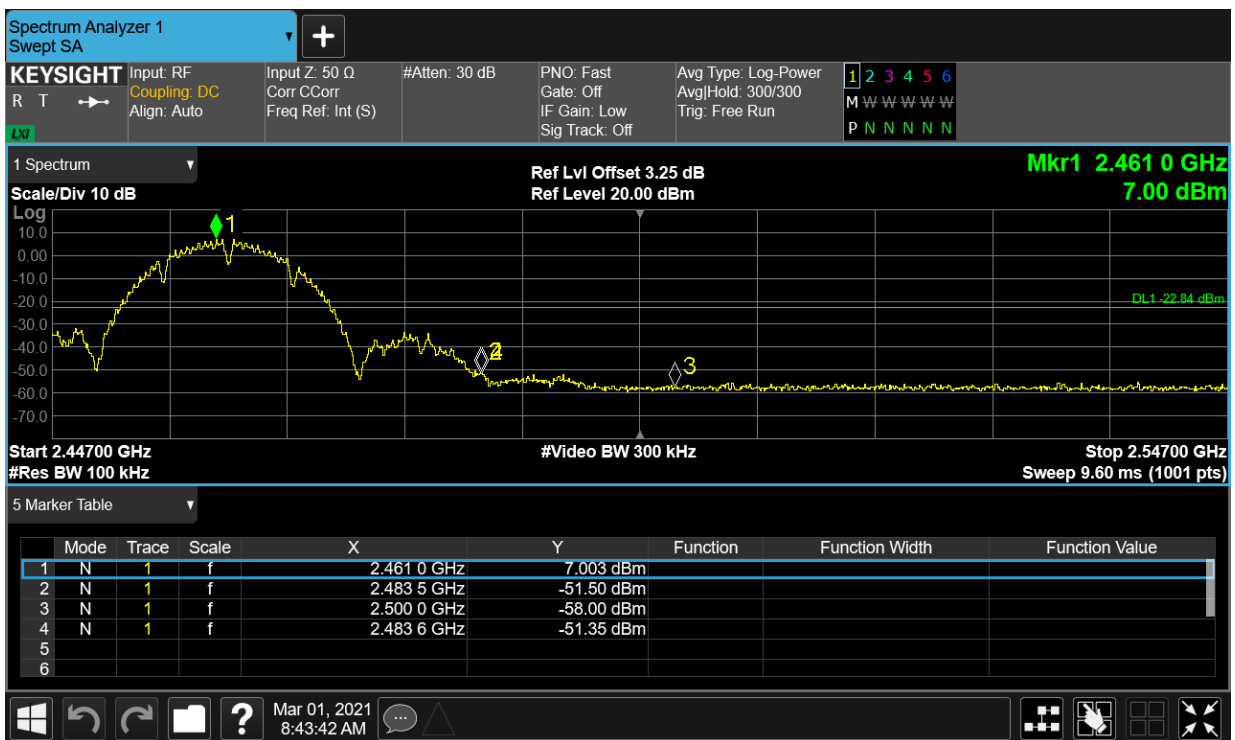 Spectrum Analyzer 1
Swept SA
+
KEYSIGHT Input: RF Input Z: 50 Ω #Atten: 30 dB PNO: Fast Avg Type: Log-Power 1 2 3 4 5 6
R T Coupling: DC Corr CCorr Gate: Off Avg|Hold: 300/300 M W W W W W
Align: Auto Freq Ref: Int (S) IF Gain: Low Trig: Free Run
LXI Sig Track: Off P N N N N N
1 Spectrum Ref Lvl Offset 3.25 dB Mkr1 2.461 0 GHz
Scale/Div 10 dB Ref Level 20.00 dBm 7.00 dBm
Log
1
10.0
0.00
-10.0
-20.0
DL1 -22.84 dBm
-30.0
-40.0
2 4
3
-50.0
-60.0
-70.0
Start 2.44700 GHz #Video BW 300 kHz Stop 2.54700 GHz
#Res BW 100 kHz Sweep 9.60 ms (1001 pts)
5 Marker Table
Mode Trace Scale X Y Function Function Width Function Value
1 N 1 f 2.461 0 GHz 7.003 dBm
2 N 1 f 2.483 5 GHz -51.50 dBm
3 N 1 f 2.500 0 GHz -58.00 dBm
4 N 1 f 2.483 6 GHz -51.35 dBm
5
6
? Mar 01, 2021
8:43:42 AM